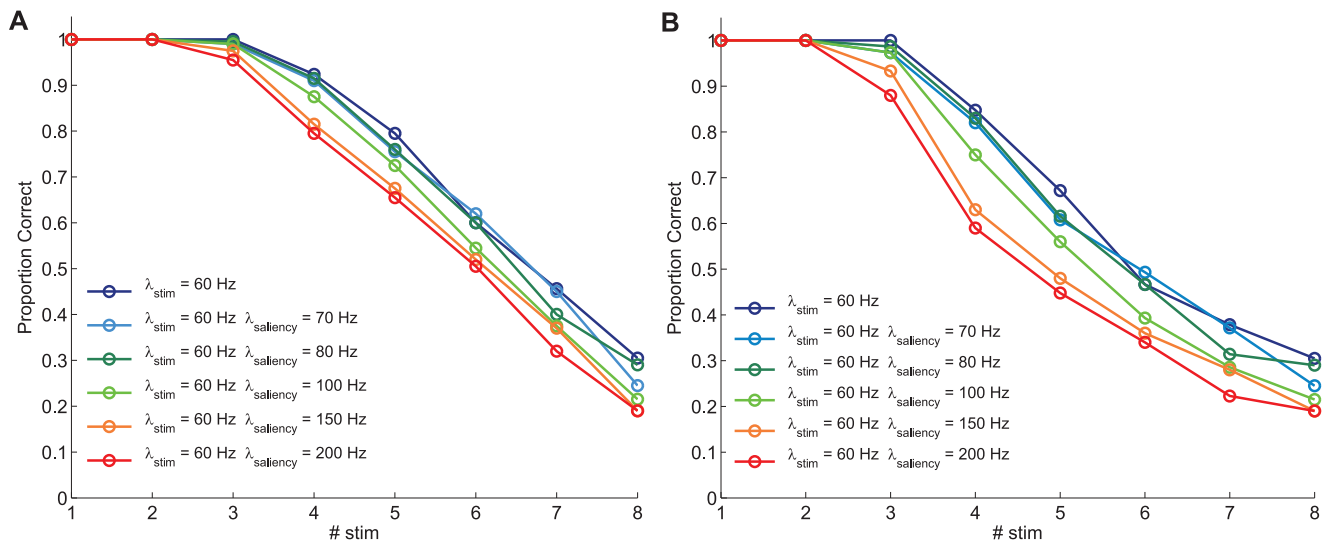 A
1
0.9
0.8
0.7
0.6
0.5
0.4
0.3
0.2
0.1
0
Proportion Correct
λstim = 60 Hz
λstim = 60 Hz λsaliency = 70 Hz
λstim = 60 Hz λsaliency = 80 Hz
λstim = 60 Hz λsaliency = 100 Hz
λstim = 60 Hz λsaliency = 150 Hz
λstim = 60 Hz λsaliency = 200 Hz
1 2 3 4 5 6 7 8
# stim
B
1
0.9
0.8
0.7
0.6
0.5
0.4
0.3
0.2
0.1
0
Proportion Correct
λstim = 60 Hz
λstim = 60 Hz λsaliency = 70 Hz
λstim = 60 Hz λsaliency = 80 Hz
λstim = 60 Hz λsaliency = 100 Hz
λstim = 60 Hz λsaliency = 150 Hz
λstim = 60 Hz λsaliency = 200 Hz
1 2 3 4 5 6 7 8
# stim